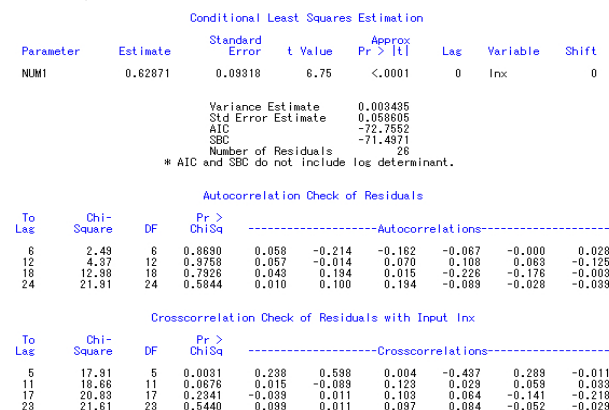 Conditional Least Squares Estimation
Standard Approx
Parameter Estimate Error t Value Pr > |t| Lag Variable Shift
NUM1 0.62871 0.09318 6.75 <.0001 0 lnx 0
Variance Estimate 0.003435
Std Error Estimate 0.058605
AIC -72.7552
SBC -71.4971
Number of Residuals 26
* AIC and SBC do not include log determinant.
Autocorrelation Check of Residuals
To Chi- Pr >
Lag Square DF ChiSq --------------------Autocorrelations--------------------
6 2.49 6 0.8690 0.058 -0.214 -0.162 -0.067 -0.000 0.028
12 4.37 12 0.9758 0.057 -0.014 0.070 0.108 0.063 -0.125
18 12.98 18 0.7926 0.043 0.194 0.015 -0.226 -0.176 -0.003
24 21.91 24 0.5844 0.010 0.100 0.194 -0.089 -0.028 -0.039
Crosscorrelation Check of Residuals with Input lnx
To Chi- Pr >
Lag Square DF ChiSq --------------------Crosscorrelations--------------------
5 17.91 5 0.0031 0.238 0.598 0.004 -0.437 0.289 -0.011
11 18.66 11 0.0676 0.015 -0.089 0.123 0.029 0.059 0.033
17 20.83 17 0.2341 -0.039 0.011 0.103 0.064 -0.141 -0.218
23 21.61 23 0.5440 0.099 0.011 0.097 0.084 -0.052 -0.029